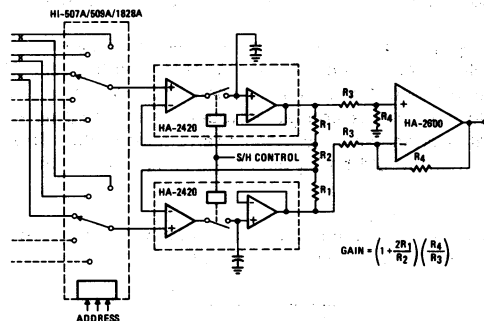 HI-507A/509A/1828A
HA-2420
S/H CONTROL
HA-2420
R1
R2
R1
R3
R3
R4
R4
HA-2600
GAIN = (1 + 2R1/R2) (R4/R3)
ADDRESS